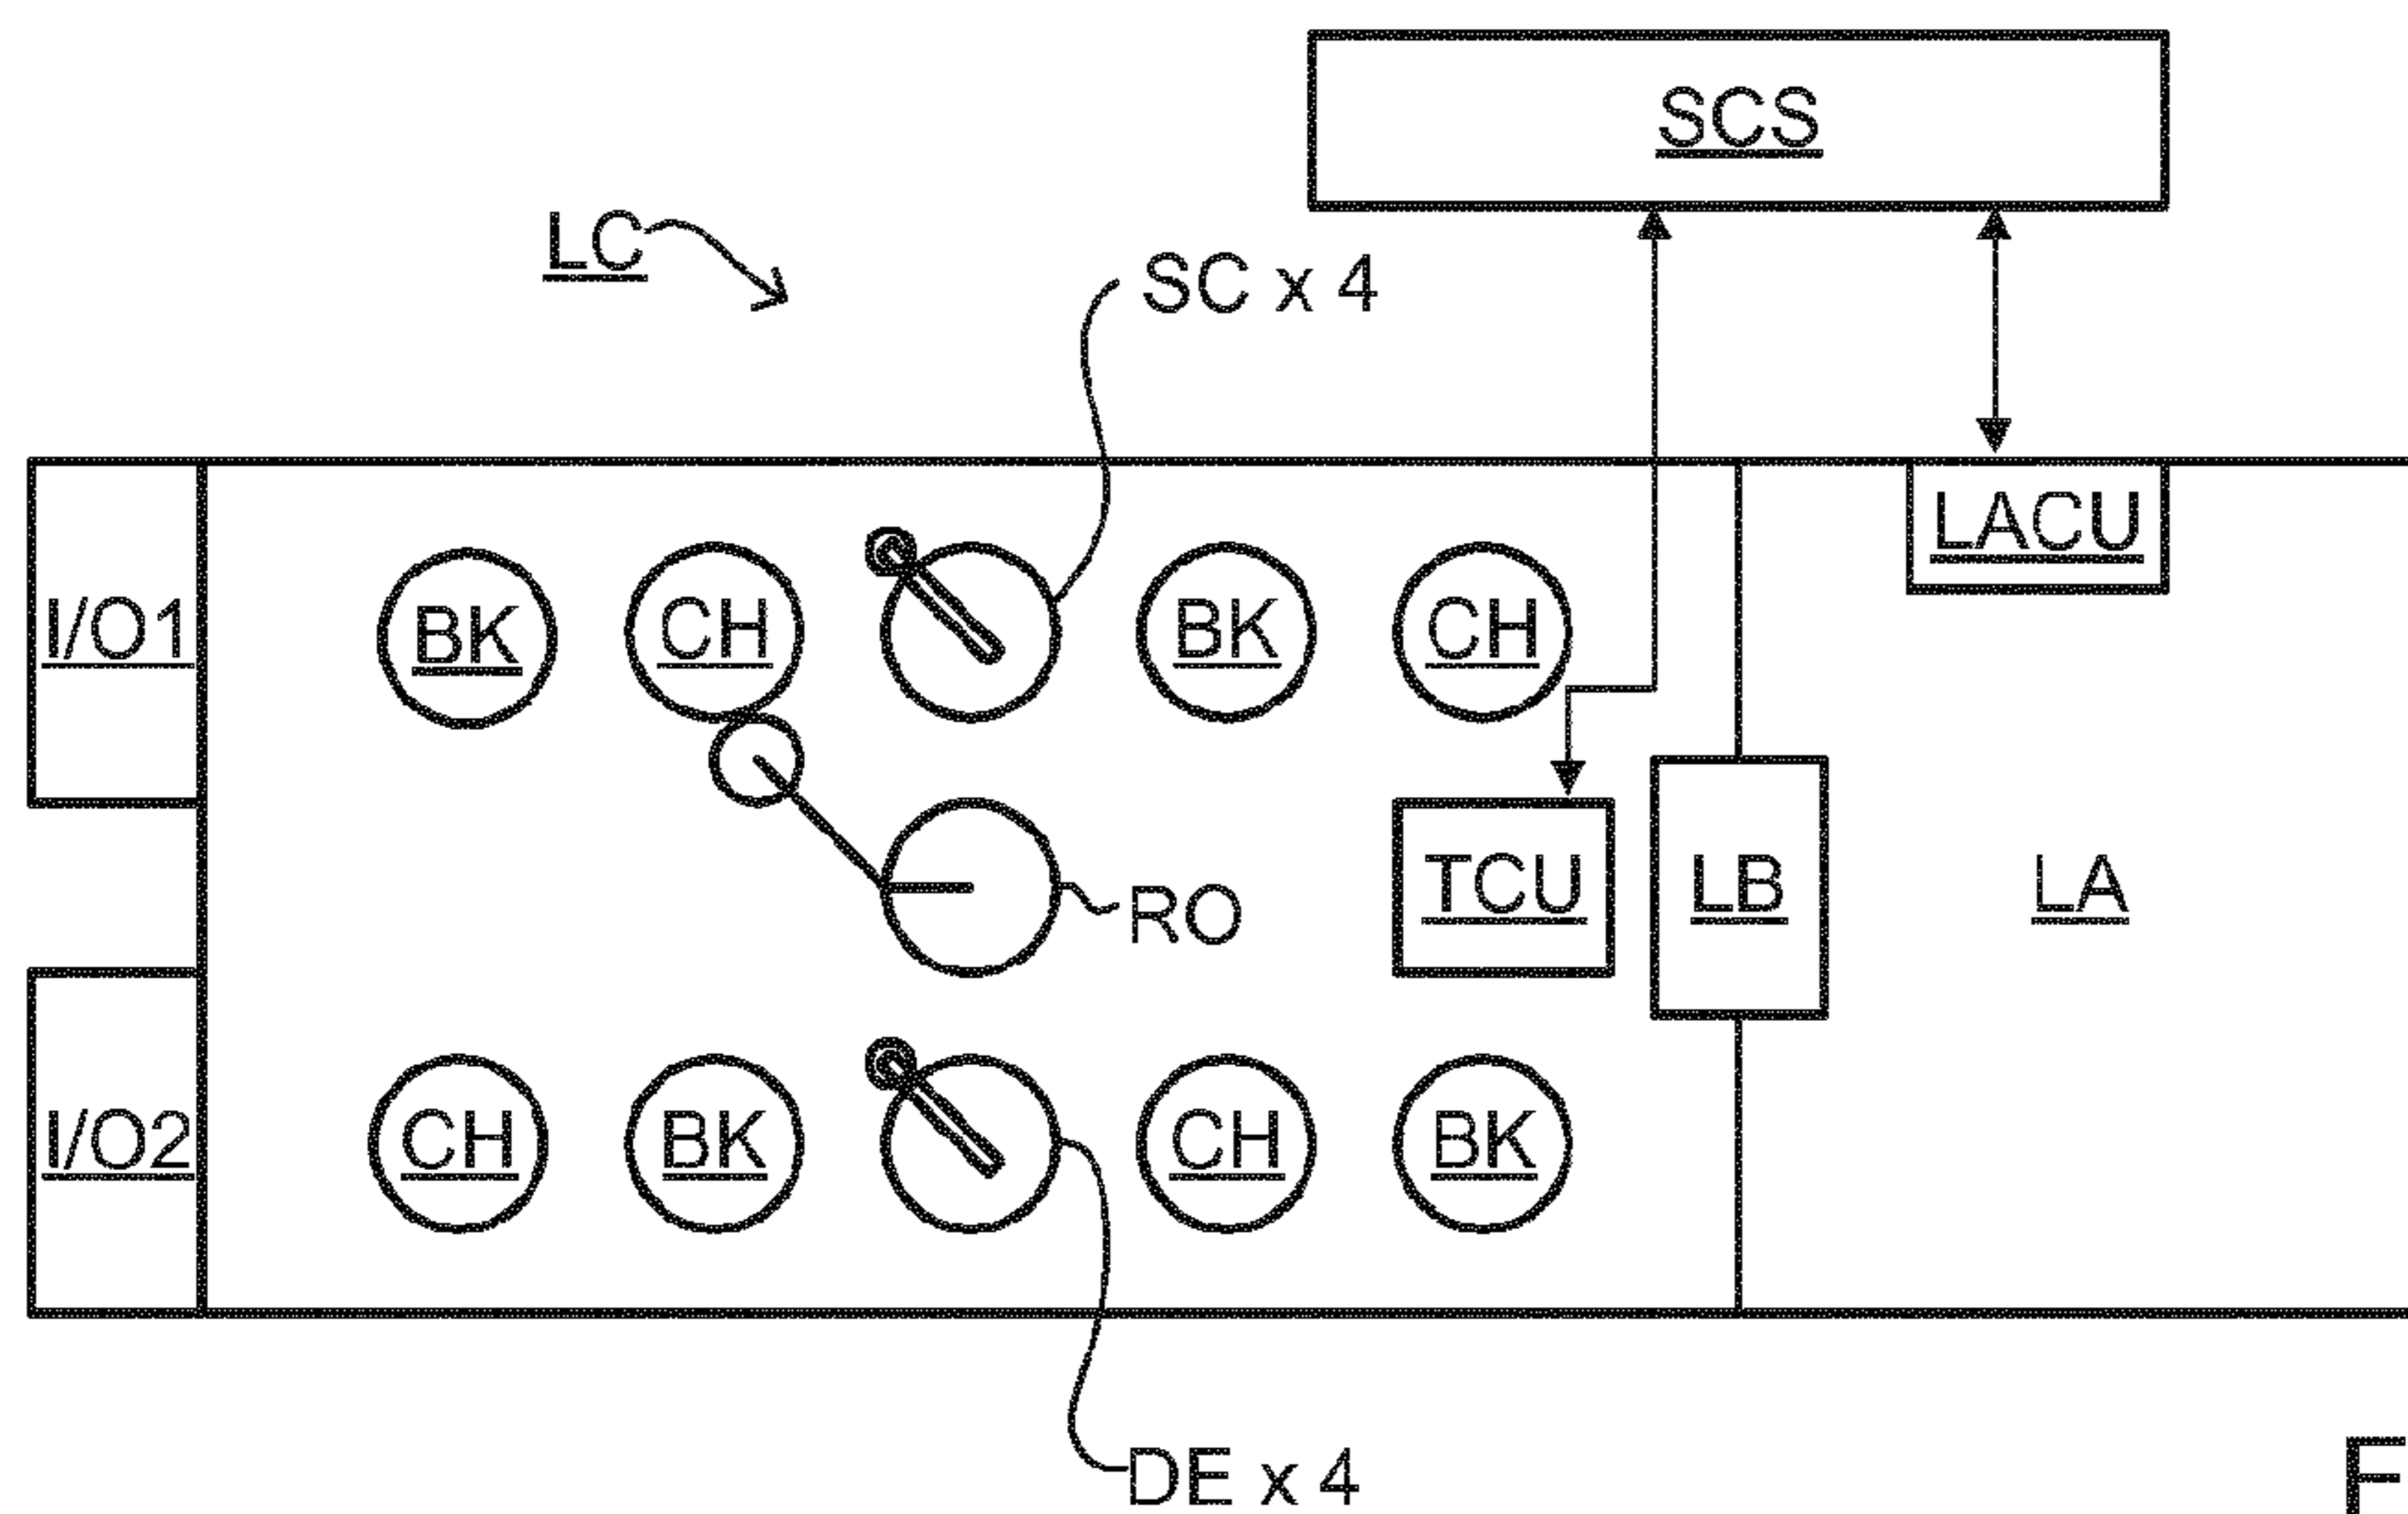 SCS
LC
SC x 4
LACU
I/O1
BK
CH
BK
CH
TCU
LB
LA
RO
I/O2
CH
BK
CH
BK
DE x 4
F